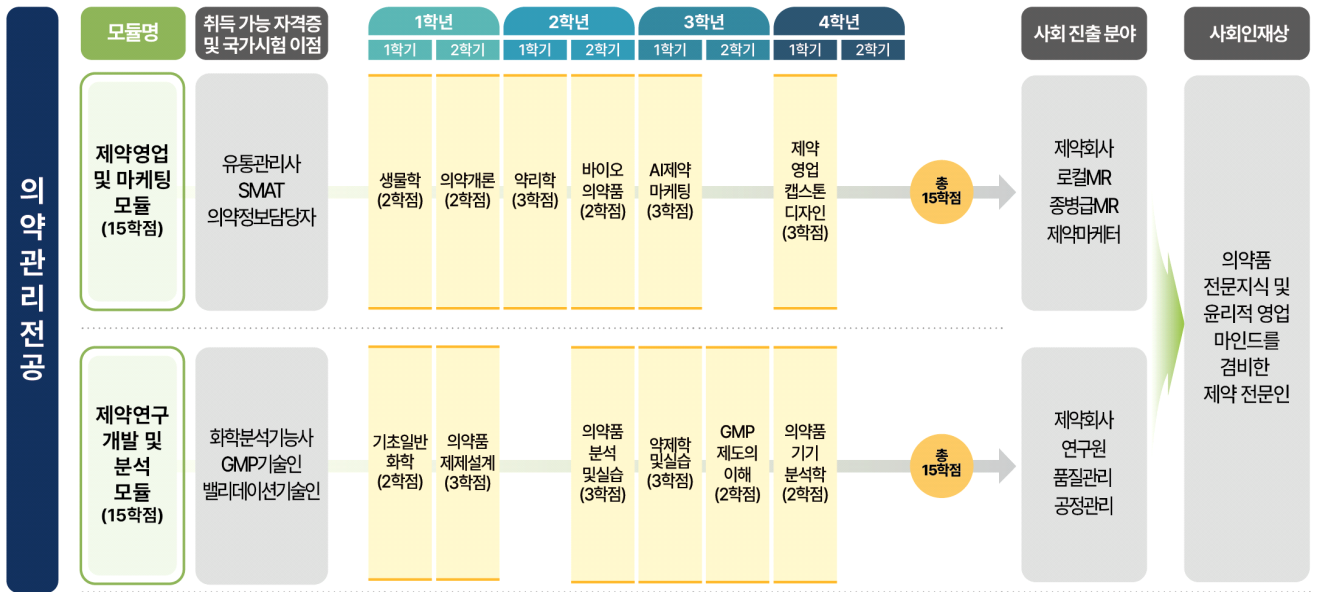 의약관리전공
모듈명
취득 가능 자격증
및 국가시험 이점
1학년
2학년
3학년
4학년
1학기
2학기
1학기
2학기
1학기
2학기
1학기
2학기
사회 진출 분야
사회인재상
제약영업
및 마케팅
모듈
(15학점)
유통관리사
SMAT
의약정보담당자
생물학
(2학점)
의약개론
(2학점)
약리학
(3학점)
바이오
의약품
(2학점)
AI제약
마케팅
(3학점)
제약
영업
캡스톤
디자인
(3학점)
총
15학점
제약회사
로컬MR
종병급MR
제약마케터
제약연구
개발 및
분석
모듈
(15학점)
화학분석기능사
GMP기술인
밸리데이션기술인
기초일반
화학
(2학점)
의약품
제제설계
(3학점)
의약품
분석
및실습
(3학점)
약제학
및실습
(3학점)
GMP
제도의
이해
(2학점)
의약품
기기
분석학
(2학점)
총
15학점
제약회사
연구원
품질관리
공정관리
의약품
전문지식 및
윤리적 영업
마인드를
겸비한
제약 전문인